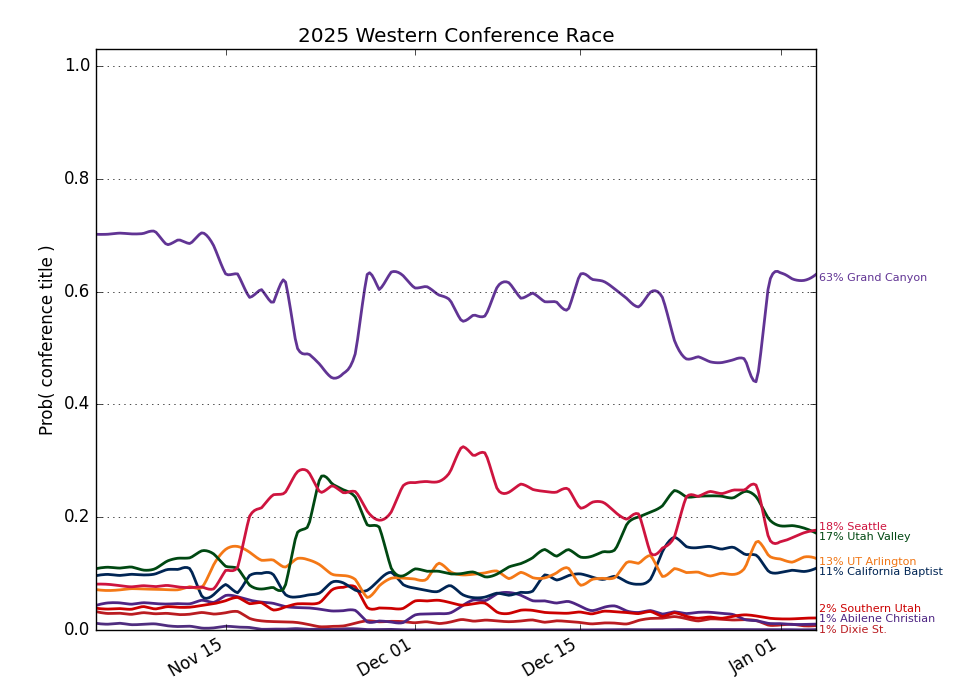 2025 Western Conference Race
Prob( conference title )
1.0
0.8
0.6
0.4
0.2
0.0
63% Grand Canyon
18% Seattle
17% Utah Valley
13% UT Arlington
11% California Baptist
2% Southern Utah
1% Abilene Christian
1% Dixie St.
Nov 15
Dec 01
Dec 15
Jan 01